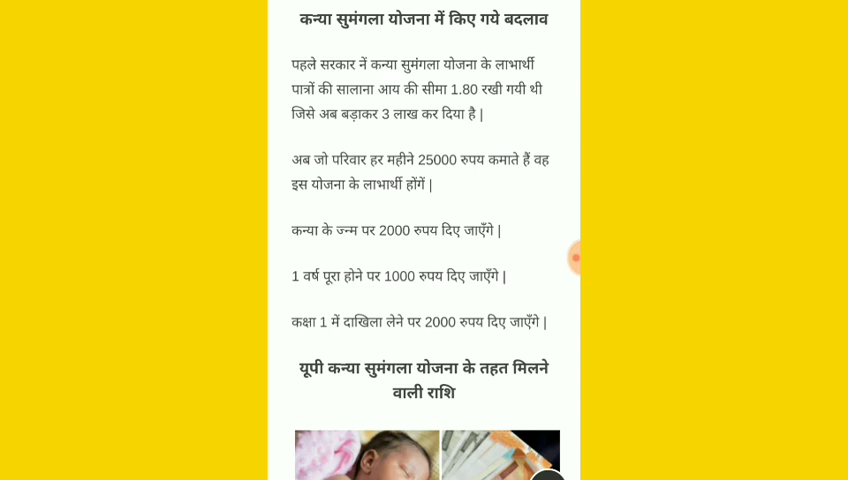 कन्या सुमंगला योजना में किए गये बदलाव
पहले सरकार नें कन्या सुमंगला योजना के लाभार्थी
पात्रों की सालाना आय की सीमा 1.80 रखी गयी थी
जिसे अब बड़ाकर 3 लाख कर दिया है |
अब जो परिवार हर महीने 25000 रुपय कमाते हैं वह
इस योजना के लाभार्थी होंगें |
कन्या के ज्न्म पर 2000 रुपय दिए जाएँगे |
1 वर्ष पूरा होने पर 1000 रुपय दिए जाएँगे |
कक्षा 1 में दाखिला लेने पर 2000 रुपय दिए जाएँगे |
यूपी कन्या सुमंगला योजना के तहत मिलने
वाली राशि